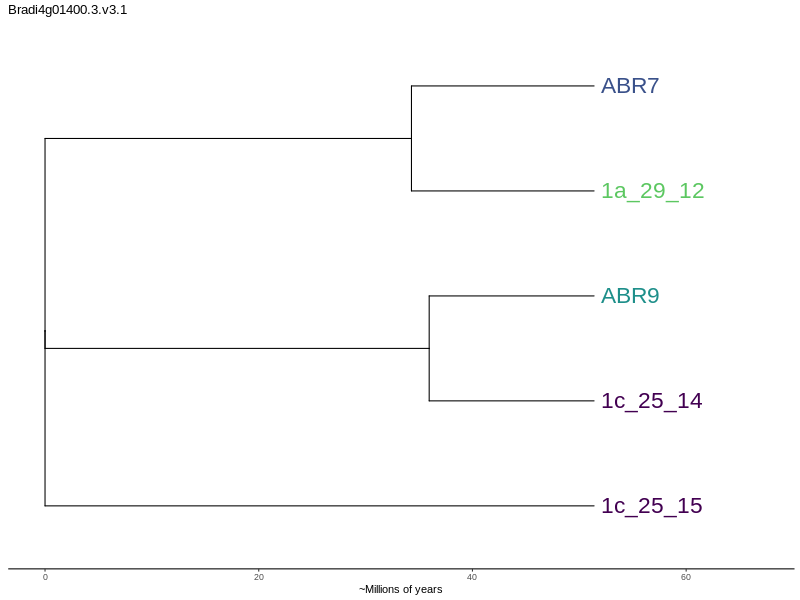 Bradi4g01400.3.v3.1
ABR7
1a_29_12
ABR9
1c_25_14
1c_25_15
0 20 40 60
~Millions of years